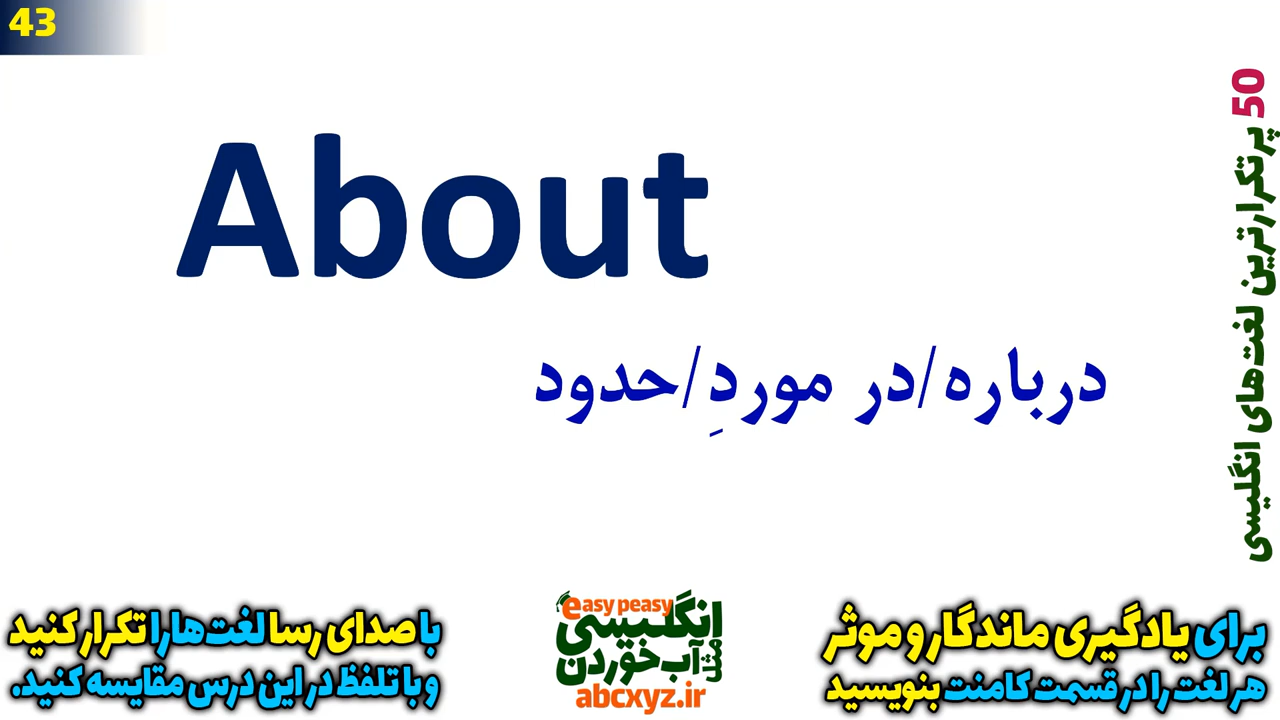 43
About
درباره/در موردِ/حدود
50 پرتکرارترین لغت‌های انگلیسی
برای یادگیری ماندگار و موثر
هر لغت را در قسمت کامنت بنویسید
easy peasy
انگلیسی
مثل آب خوردن
abcxyz.ir
با صدای رسا لغت‌ها را تکرار کنید
و با تلفظ در این درس مقایسه کنید.